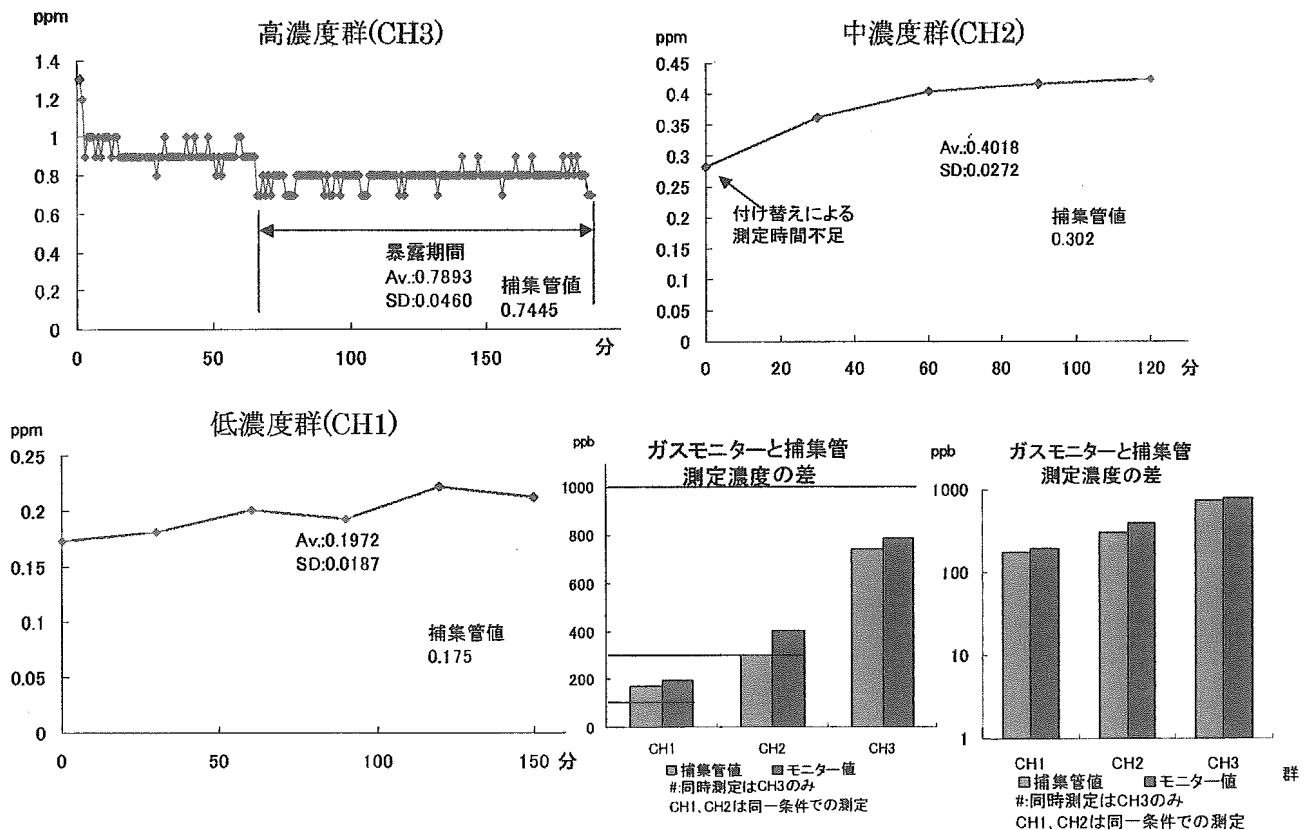 高濃度群(CH3)
ppm
1.4
1.2
1
0.8
0.6
0.4
0.2
0
暴露期間
Av.:0.7893
SD:0.0460
捕集管値
0.7445
0
50
100
150
分
中濃度群(CH2)
ppm
0.45
0.4
0.35
0.3
0.25
0.2
0.15
0.1
0.05
0
Av.:0.4018
SD:0.0272
付け替えによる
測定時間不足
捕集管値
0.302
0
20
40
60
80
100
120
分
低濃度群(CH1)
ppm
0.25
0.2
0.15
0.1
0.05
0
Av.:0.1972
SD:0.0187
捕集管値
0.175
0
50
100
150
分
ppb
ガスモニターと捕集管
測定濃度の差
1000
800
600
400
200
0
CH1
CH2
CH3
捕集管値
モニター値
#:同時測定はCH3のみ
CH1、CH2は同一条件での測定
ppb
ガスモニターと捕集管
測定濃度の差
1000
100
10
1
CH1
CH2
CH3
群
捕集管値
モニター値
#:同時測定はCH3のみ
CH1、CH2は同一条件での測定